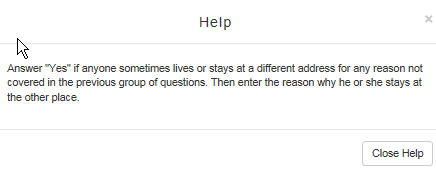 Help
×
Answer "Yes" if anyone sometimes lives or stays at a different address for any reason not
covered in the previous group of questions. Then enter the reason why he or she stays at
the other place.
Close Help